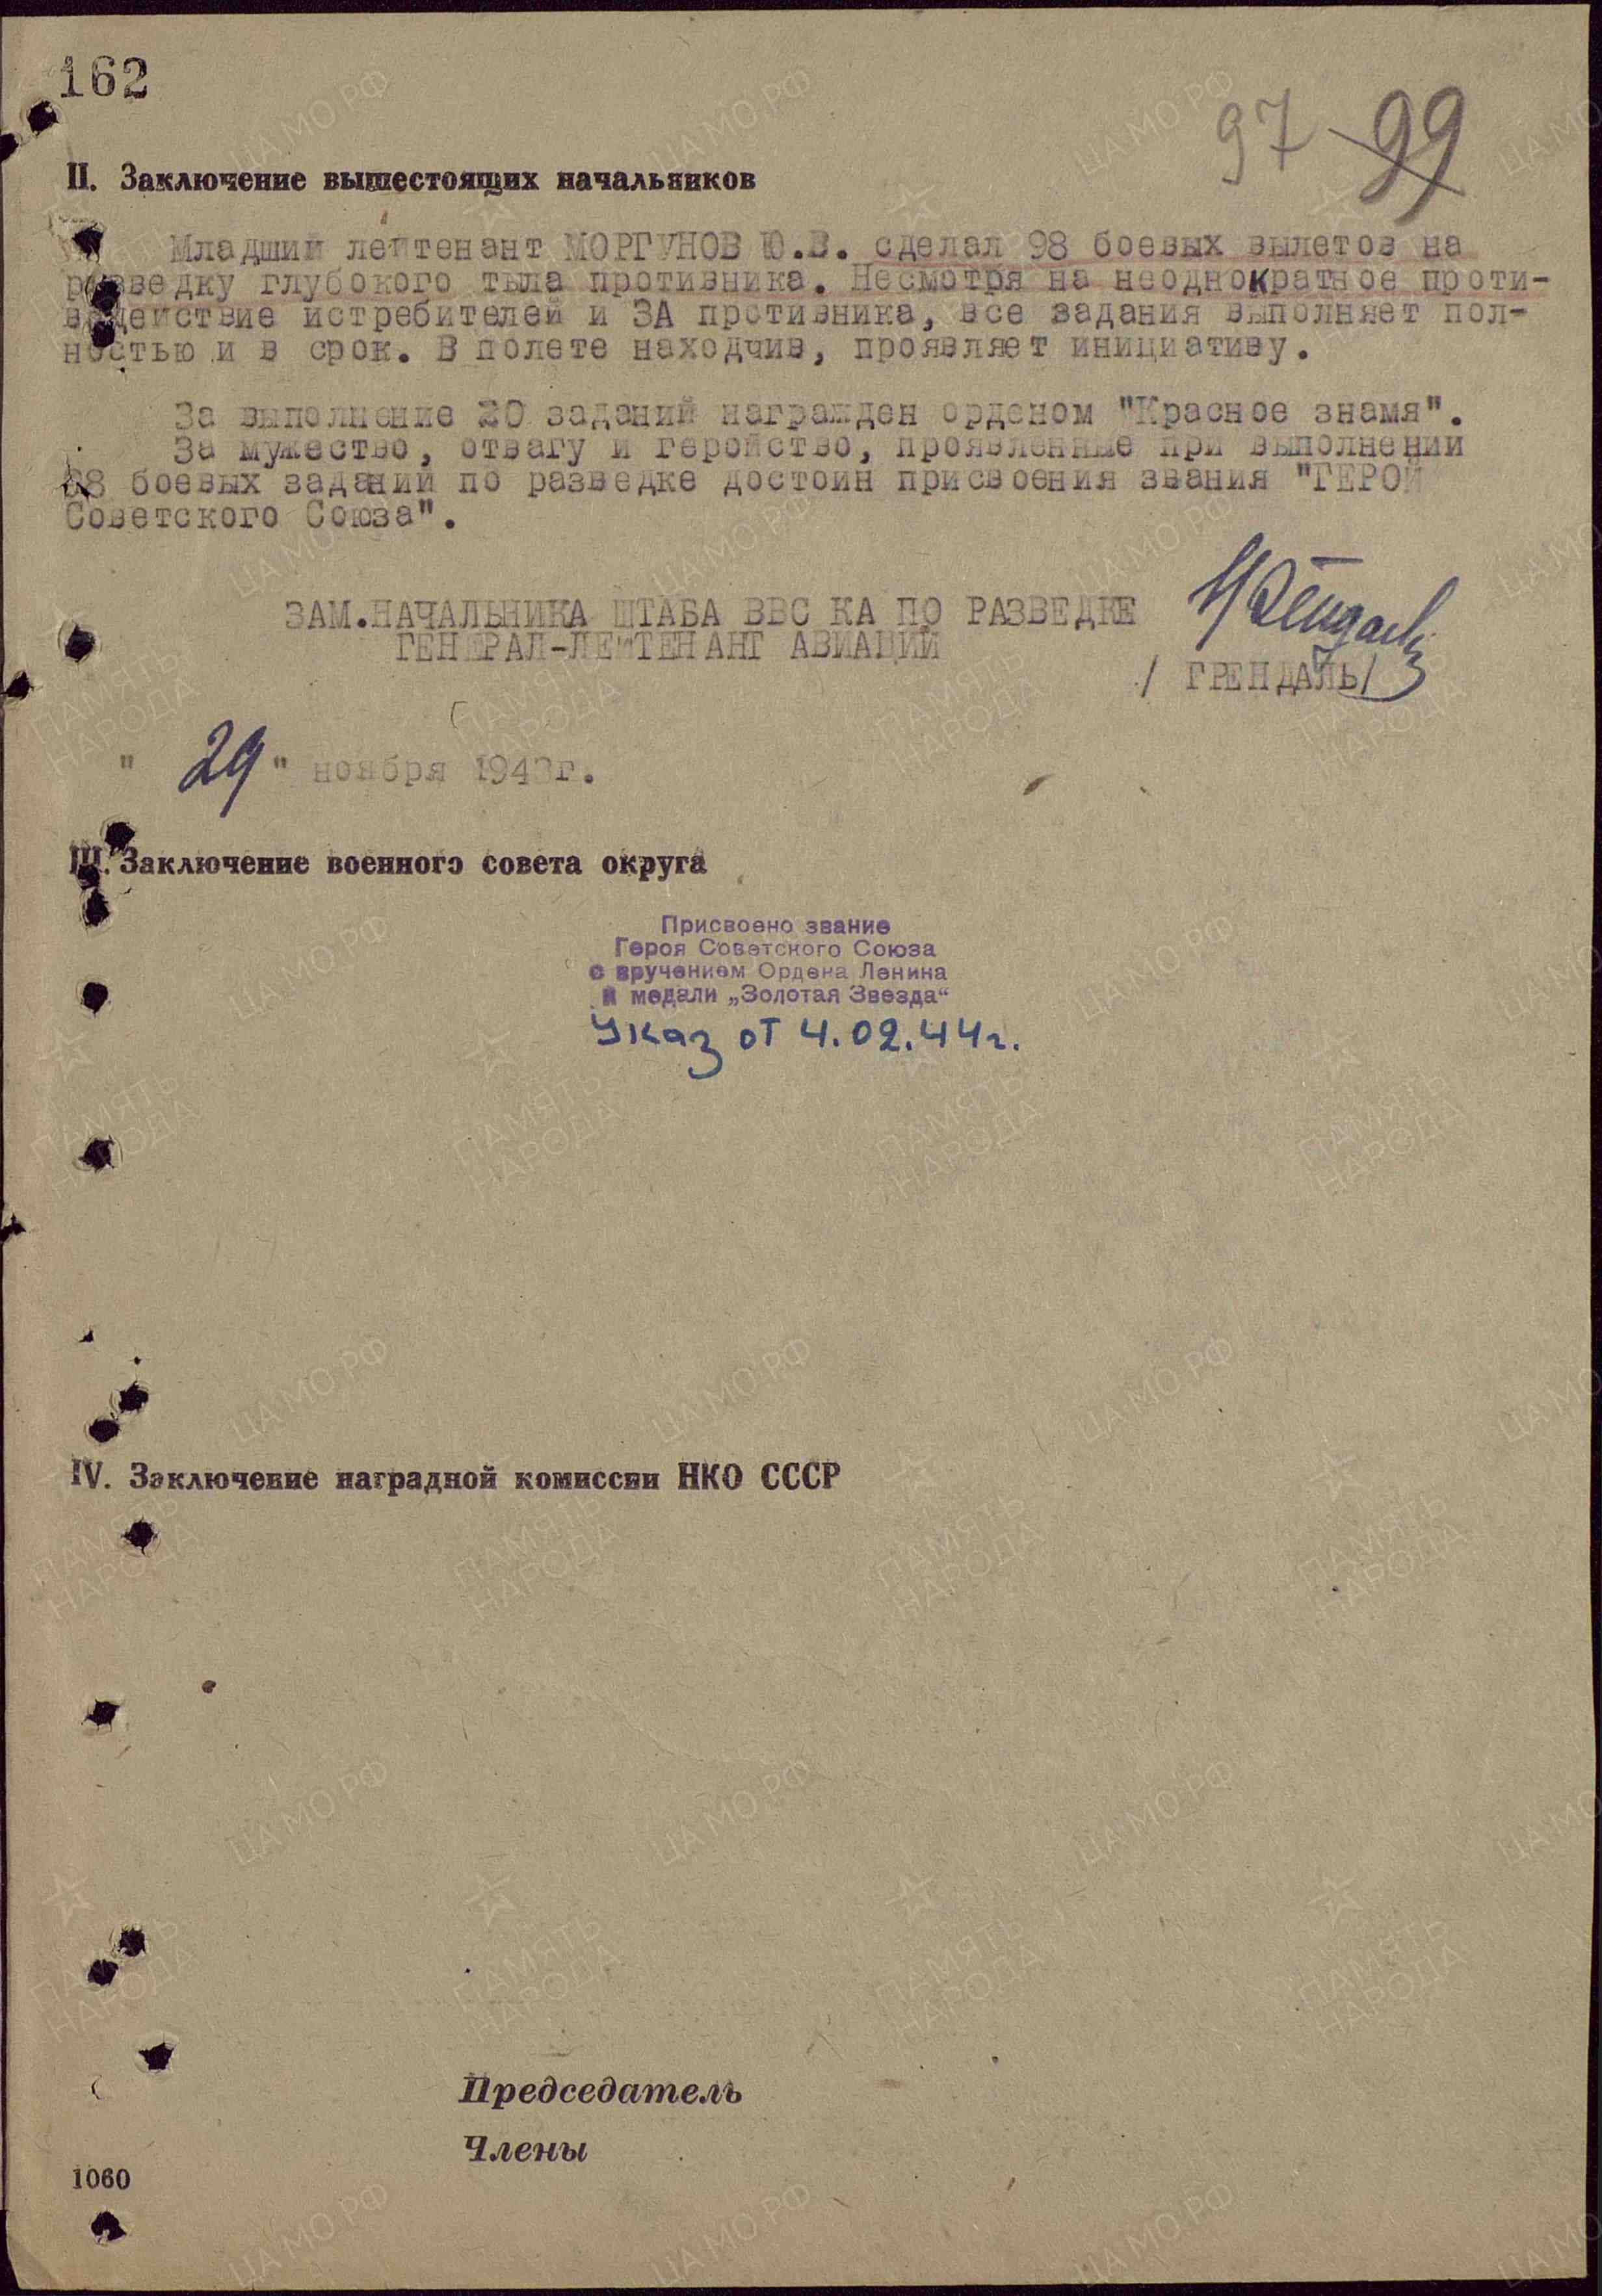 162
97 99
II. Заключение вышестоящих начальников
Младший лейтенант МОРГУНОВ Ю.В. сделал 98 боевых вылетов на
разведку глубокого тыла противника. Несмотря на неоднократное проти-
водействие истребителей и ЗА противника, все задания выполняет пол-
ностью и в срок. В полете находчив, проявляет инициативу.
За выполнение 20 заданий награжден орденом "Красное знамя".
За мужество, отвагу и геройство, проявленные при выполнении
98 боевых заданий по разведке достоин присвоения звания "ГЕРОЙ
Советского Союза".
ЗАМ.НАЧАЛЬНИКА ШТАБА ВВС КА ПО РАЗВЕДКЕ
ГЕНЕРАЛ-ЛЕЙТЕНАНТ АВИАЦИИ
/ ГРЕНДАЛЬ/
" 29 " ноября 1943г.
III. Заключение военного совета округа
Присвоено звание
Героя Советского Союза
с вручением Ордена Ленина
и медали „Золотая Звезда“
Указ от 4.02.44г.
IV. Заключение наградной комиссии НКО СССР
Председатель
Члены
1060